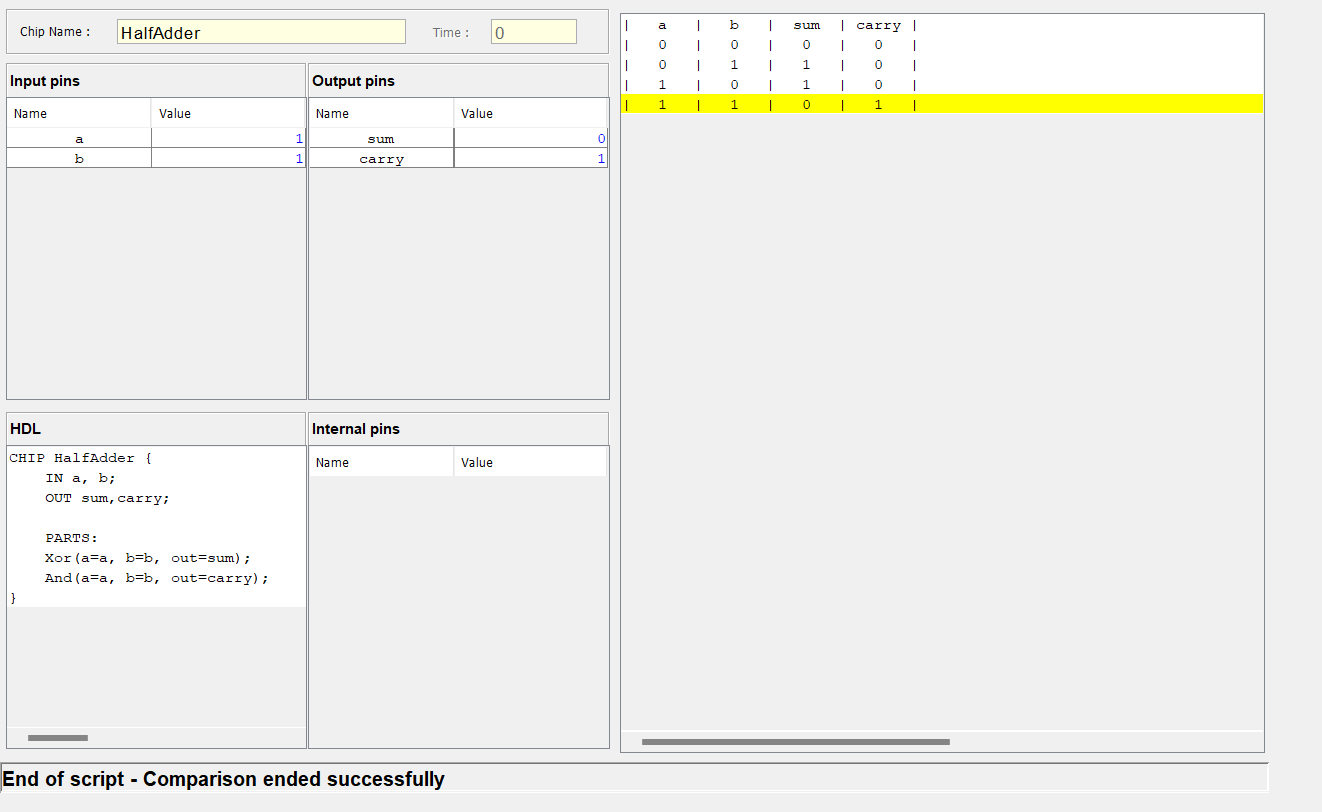 Chip Name : HalfAdder Time : 0
Input pins
Name Value
a 1
b 1
Output pins
Name Value
sum 0
carry 1
HDL
CHIP HalfAdder {
    IN a, b;
    OUT sum,carry;

    PARTS:
    Xor(a=a, b=b, out=sum);
    And(a=a, b=b, out=carry);
}
Internal pins
Name Value
| a | b | sum | carry |
| 0 | 0 | 0 | 0 |
| 0 | 1 | 1 | 0 |
| 1 | 0 | 1 | 0 |
| 1 | 1 | 0 | 1 |
End of script - Comparison ended successfully